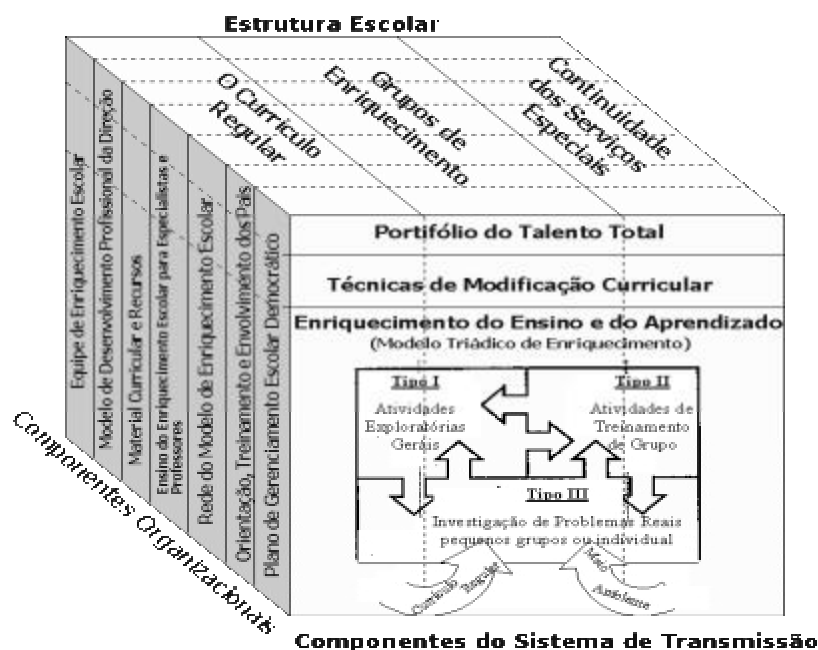 Estrutura Escolar
O Currículo
Regular
Grupos de
Enriquecimento
Continuidade
dos Serviços
Especiais
Equipe de Enriquecimento Escolar
Modelo de Desenvolvimento Profissional da Direção
Material Curricular e Recursos
Ensino do Enriquecimento Escolar para Especialistas e
Professores
Rede do Modelo de Enriquecimento Escolar
Orientação, Treinamento e Envolvimento dos Pais
Plano de Gerenciamento Escolar Democrático
Componentes Organizacionais
Portifólio do Talento Total
Técnicas de Modificação Curricular
Enriquecimento do Ensino e do Aprendizado
(Modelo Triádico de Enriquecimento)
Tipo I
Atividades
Exploratórias
Gerais
Tipo II
Atividades de
Treinamento
de Grupo
Tipo III
Investigação de Problemas Reais
pequenos grupos ou individual
Currículo
Regular
Meio
Ambiente
Componentes do Sistema de Transmissão